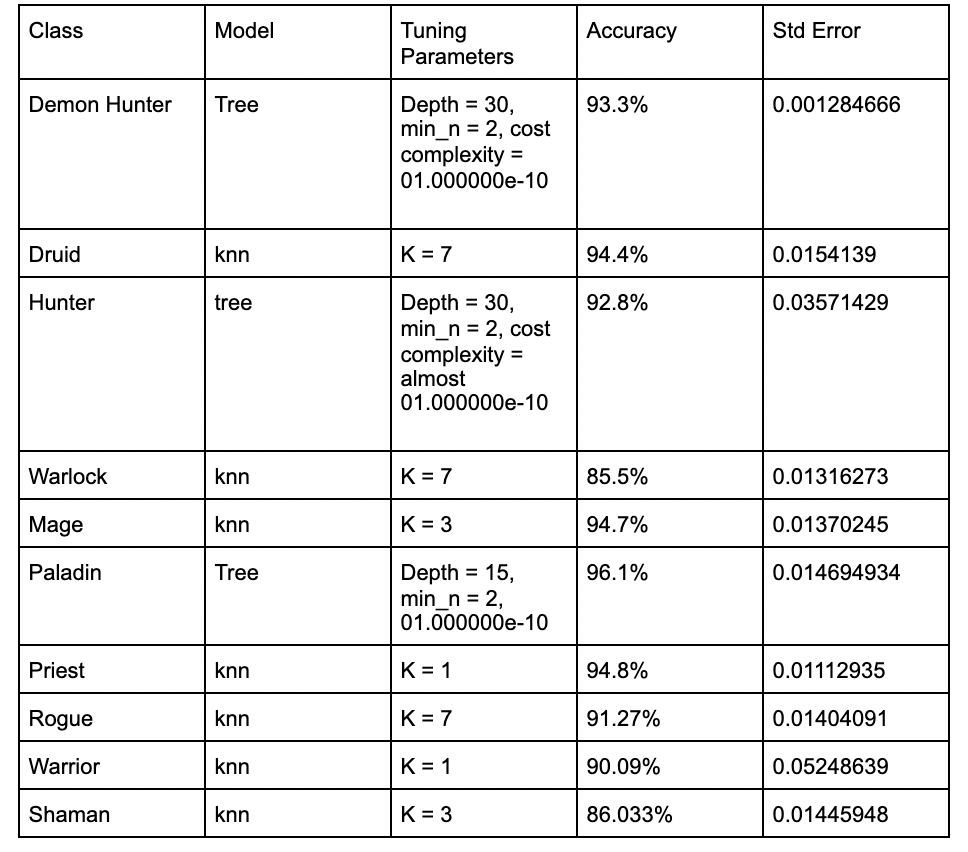 Class Model Tuning Parameters Accuracy Std Error
Demon Hunter Tree Depth = 30, min_n = 2, cost complexity = 01.000000e-10 93.3% 0.001284666
Druid knn K = 7 94.4% 0.0154139
Hunter tree Depth = 30, min_n = 2, cost complexity = almost 01.000000e-10 92.8% 0.03571429
Warlock knn K = 7 85.5% 0.01316273
Mage knn K = 3 94.7% 0.01370245
Paladin Tree Depth = 15, min_n = 2, 01.000000e-10 96.1% 0.014694934
Priest knn K = 1 94.8% 0.01112935
Rogue knn K = 7 91.27% 0.01404091
Warrior knn K = 1 90.09% 0.05248639
Shaman knn K = 3 86.033% 0.01445948